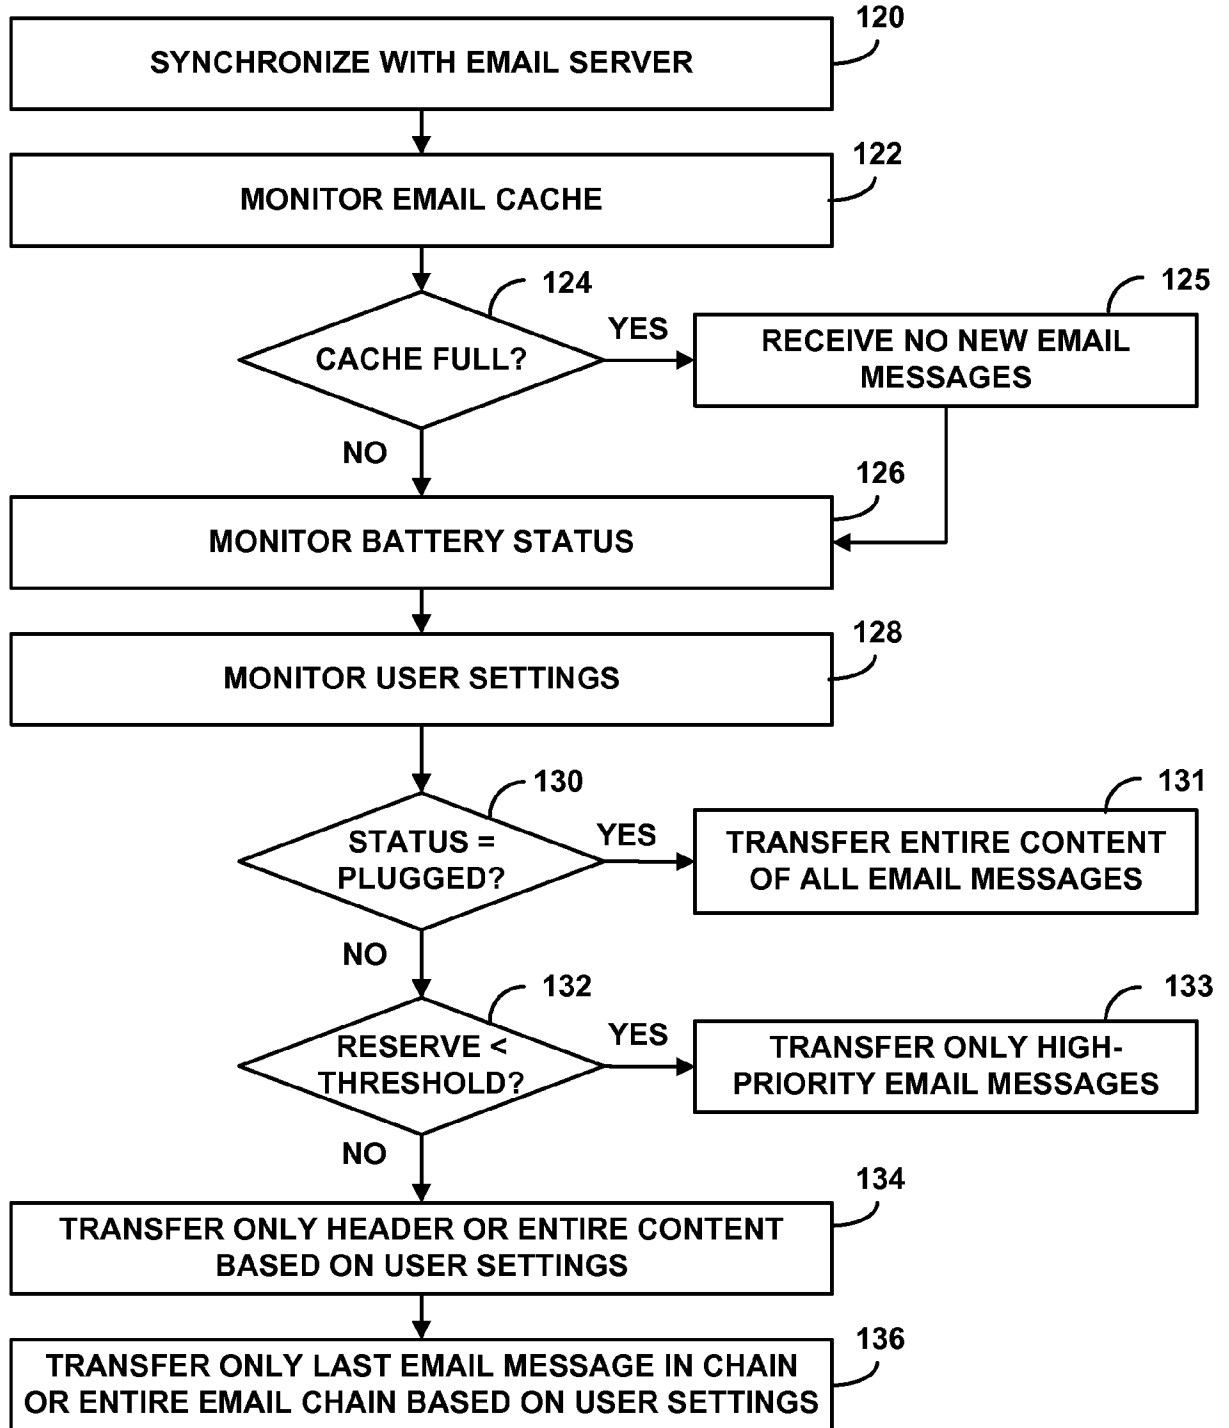 120
SYNCHRONIZE WITH EMAIL SERVER
122
MONITOR EMAIL CACHE
124
CACHE FULL?
YES
125
RECEIVE NO NEW EMAIL
MESSAGES
NO
126
MONITOR BATTERY STATUS
128
MONITOR USER SETTINGS
130
STATUS =
PLUGGED?
YES
131
TRANSFER ENTIRE CONTENT
OF ALL EMAIL MESSAGES
NO
132
RESERVE <
THRESHOLD?
YES
133
TRANSFER ONLY HIGH-
PRIORITY EMAIL MESSAGES
NO
134
TRANSFER ONLY HEADER OR ENTIRE CONTENT
BASED ON USER SETTINGS
136
TRANSFER ONLY LAST EMAIL MESSAGE IN CHAIN
OR ENTIRE EMAIL CHAIN BASED ON USER SETTINGS